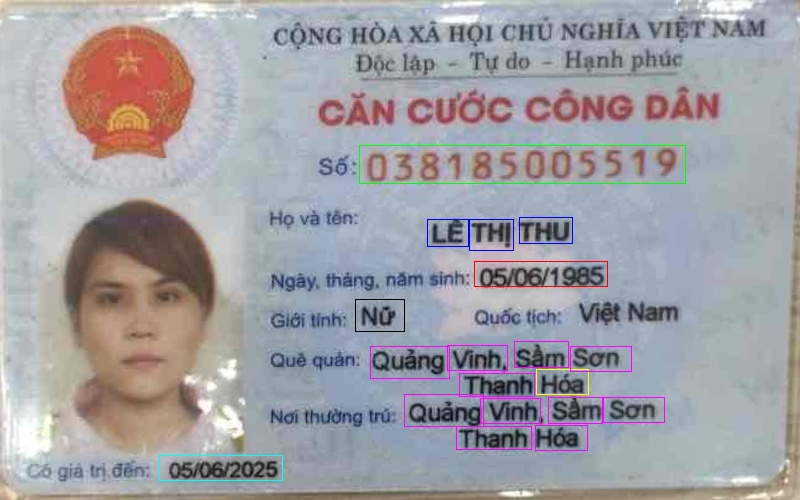 CỘNG HÒA XÃ HỘI CHỦ NGHĨA VIỆT NAM
Độc lập - Tự do - Hạnh phúc
CĂN CƯỚC CÔNG DÂN
Số: 038185005519
Họ và tên:
LÊ THỊ THU
Ngày, tháng, năm sinh: 05/06/1985
Giới tính: Nữ Quốc tịch: Việt Nam
Quê quán: Quảng Vinh, Sầm Sơn
Thanh Hóa
Nơi thường trú: Quảng Vinh, Sầm Sơn
Thanh Hóa
Có giá trị đến: 05/06/2025